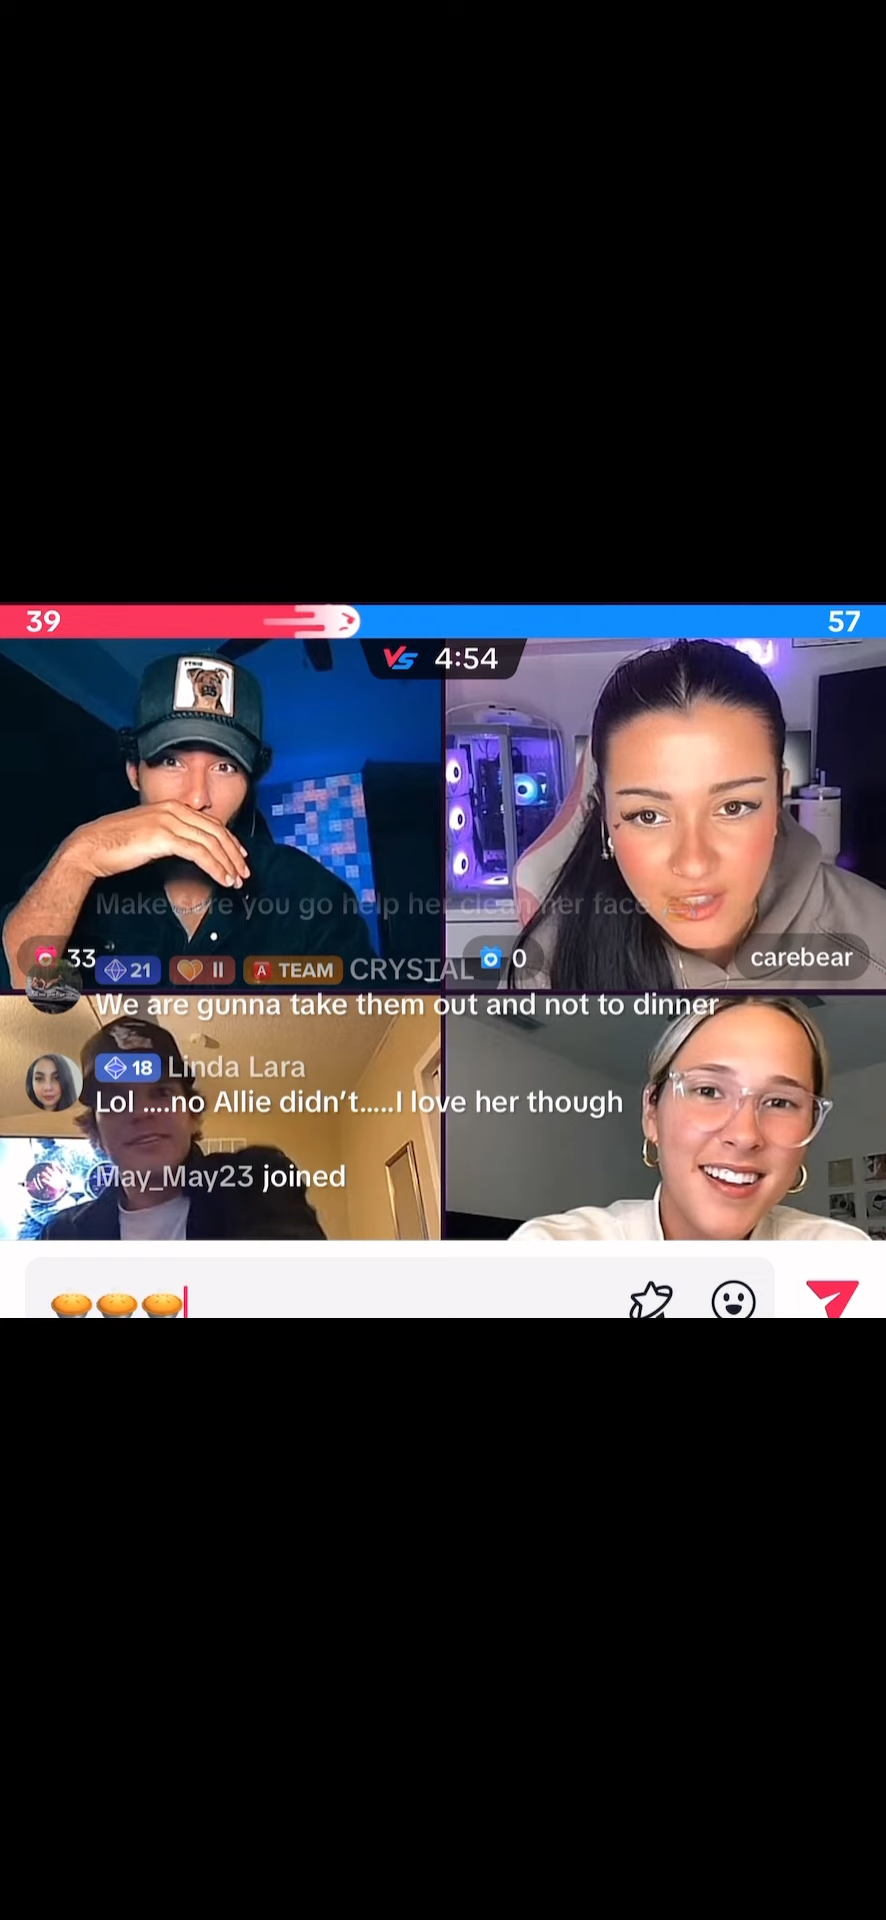 39 57
VS 4:54
Make sure you go help her clean her face
33
21 II A TEAM CRYSTAL
0
carebear
We are gunna take them out and not to dinner
18 Linda Lara
Lol ....no Allie didn't.....I love her though
May_May23 joined